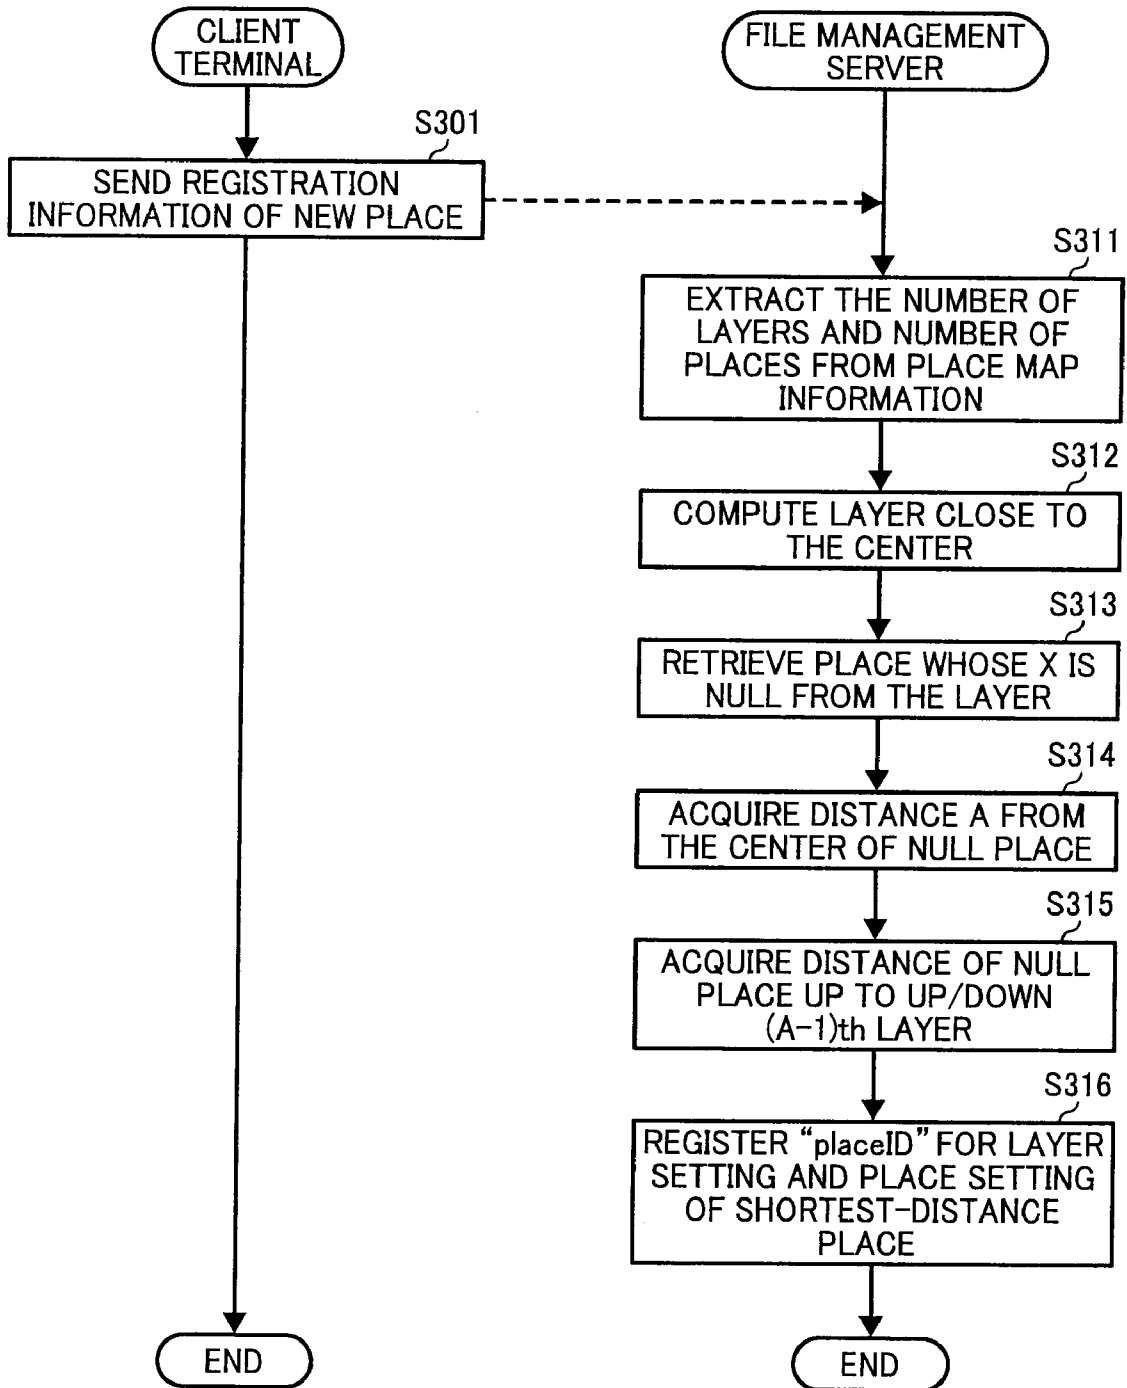 CLIENT
TERMINAL
S301
SEND REGISTRATION
INFORMATION OF NEW PLACE
END
FILE MANAGEMENT
SERVER
S311
EXTRACT THE NUMBER OF
LAYERS AND NUMBER OF
PLACES FROM PLACE MAP
INFORMATION
S312
COMPUTE LAYER CLOSE TO
THE CENTER
S313
RETRIEVE PLACE WHOSE X IS
NULL FROM THE LAYER
S314
ACQUIRE DISTANCE A FROM
THE CENTER OF NULL PLACE
S315
ACQUIRE DISTANCE OF NULL
PLACE UP TO UP/DOWN
(A-1)th LAYER
S316
REGISTER “placeID” FOR LAYER
SETTING AND PLACE SETTING
OF SHORTEST-DISTANCE
PLACE
END